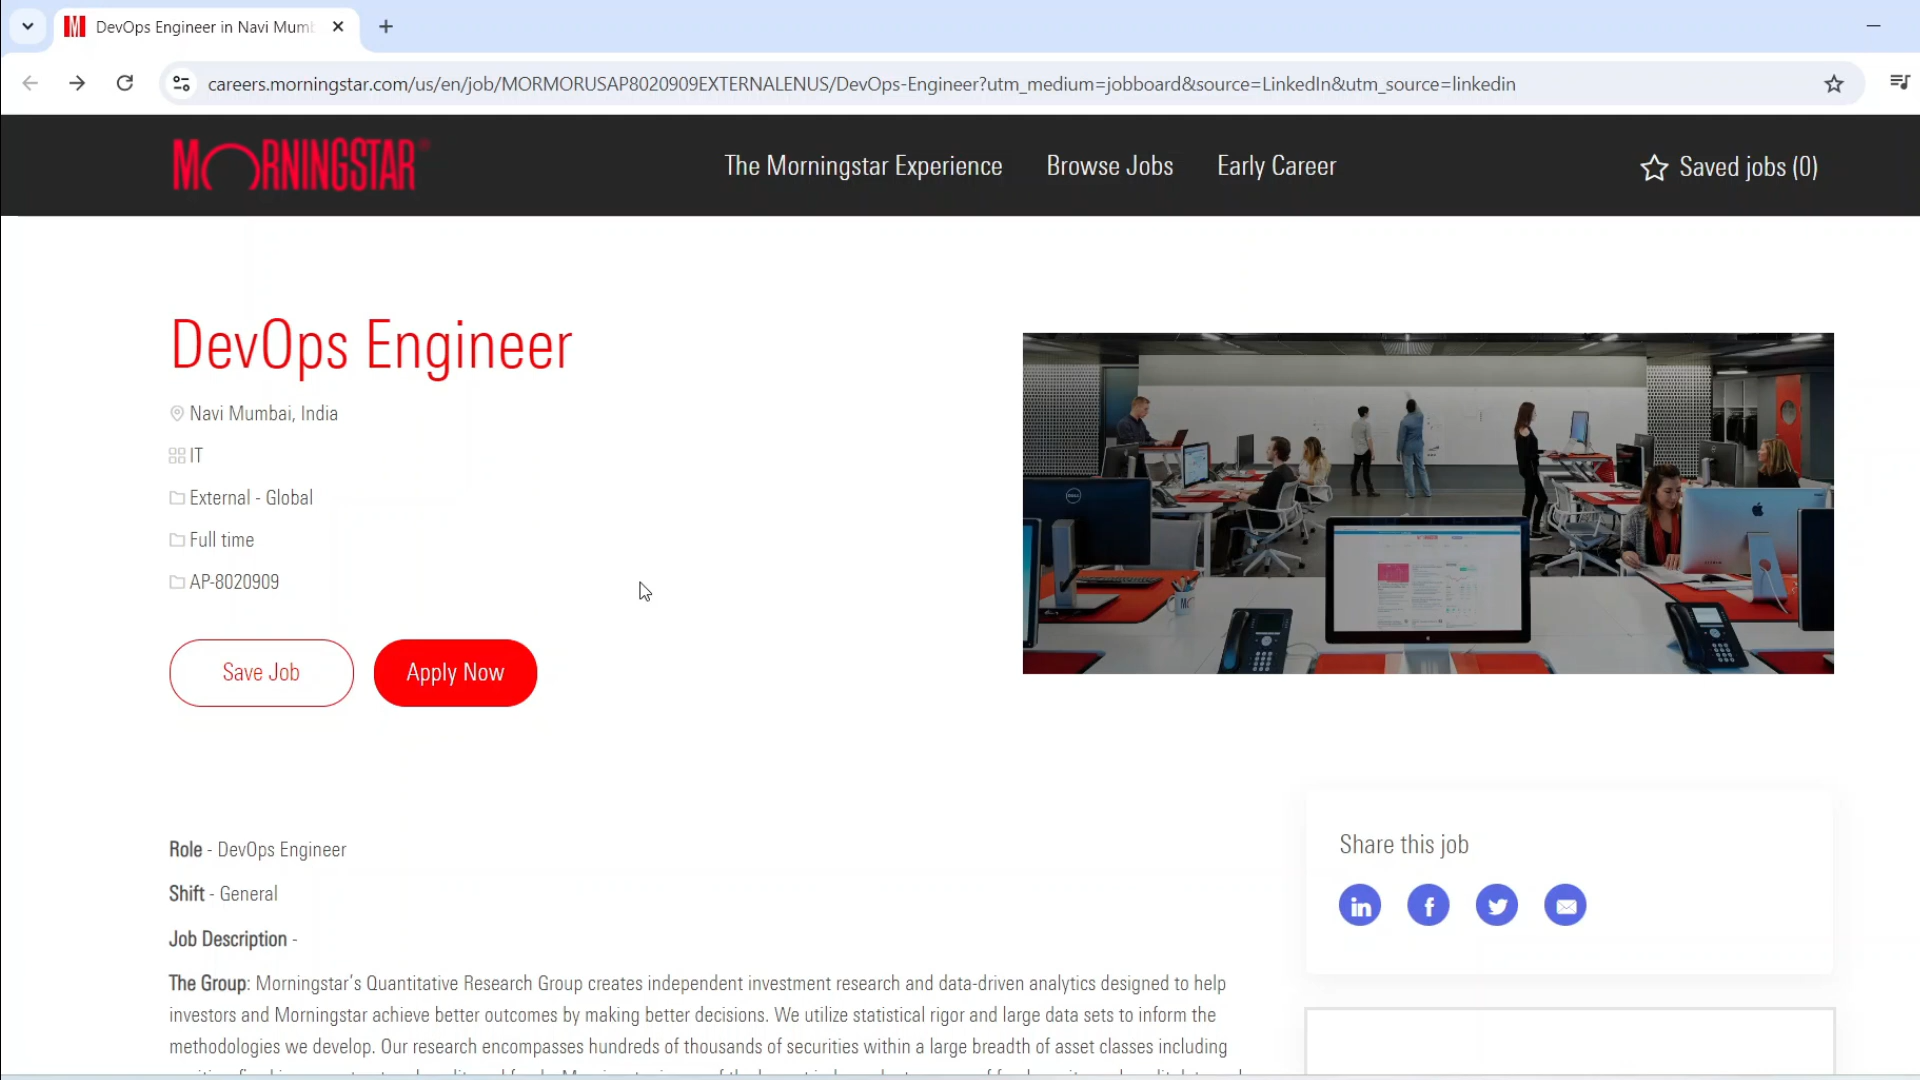 DevOps Engineer in Navi Mumb
careers.morningstar.com/us/en/job/MORMORUSAP8020909EXTERNALENUS/DevOps-Engineer?utm_medium=jobboard&source=LinkedIn&utm_source=linkedin
MORNINGSTAR®
The Morningstar Experience
Browse Jobs
Early Career
Saved jobs (0)
DevOps Engineer
Navi Mumbai, India
IT
External - Global
Full time
AP-8020909
Save Job
Apply Now
Role - DevOps Engineer
Shift - General
Job Description -
The Group: Morningstar’s Quantitative Research Group creates independent investment research and data-driven analytics designed to help
investors and Morningstar achieve better outcomes by making better decisions. We utilize statistical rigor and large data sets to inform the
methodologies we develop. Our research encompasses hundreds of thousands of securities within a large breadth of asset classes including
Share this job